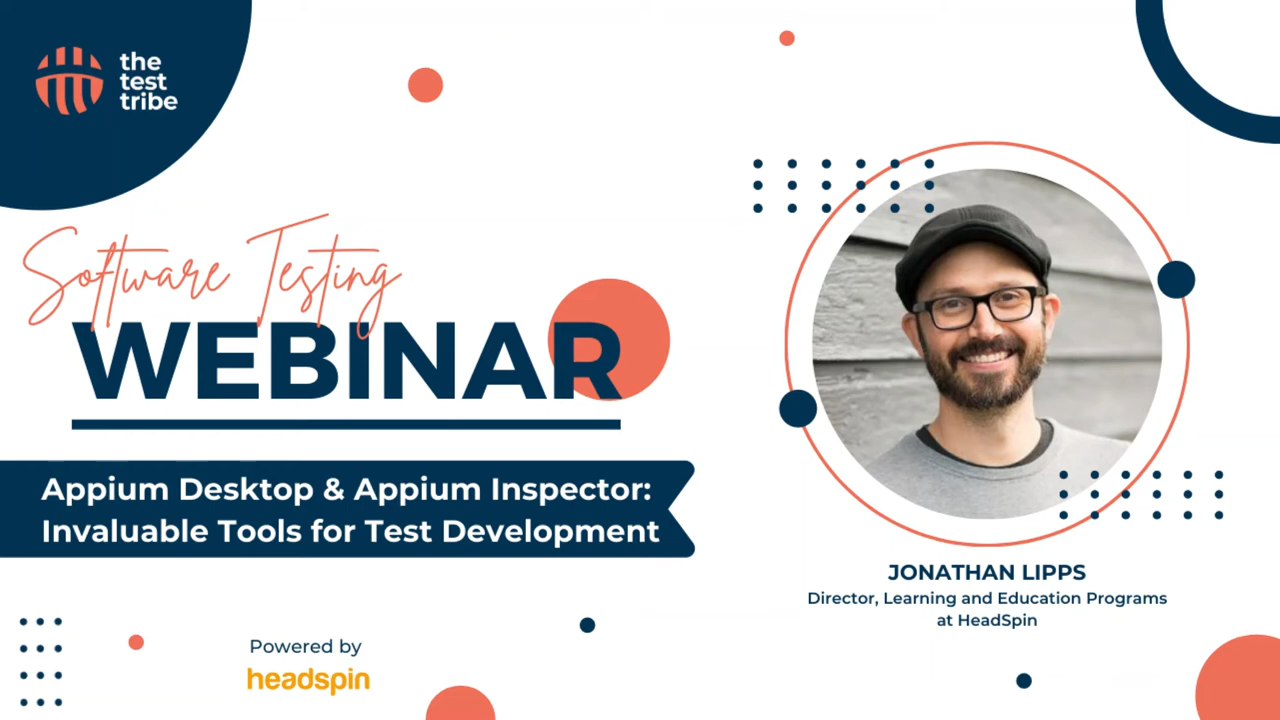 the
test
tribe
Software Testing
WEBINAR
Appium Desktop & Appium Inspector:
Invaluable Tools for Test Development
Powered by
headspin
JONATHAN LIPPS
Director, Learning and Education Programs
at HeadSpin